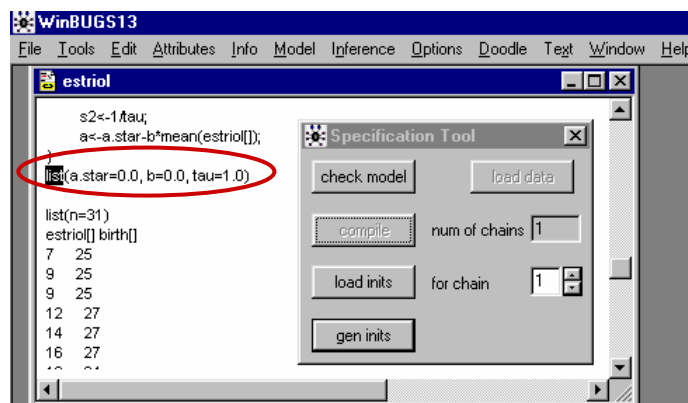 WinBUGS13
File Tools Edit Attributes Info Model Inference Options Doodle Text Window Help
estriol
s2<-1/tau;
a<-a.star-b*mean(estriol[]);
}
list(a.star=0.0, b=0.0, tau=1.0)
list(n=31)
estriol[] birth[]
7 25
9 25
9 25
12 27
14 27
16 27
Specification Tool
check model load data
compile num of chains 1
load inits for chain 1
gen inits